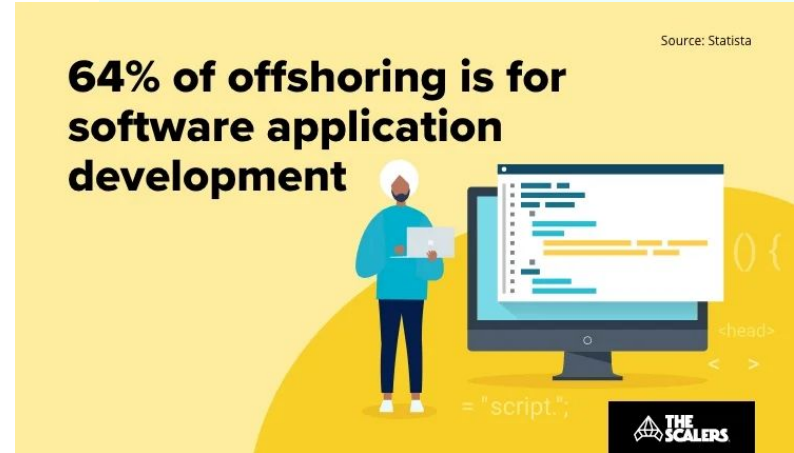 Source: Statista
64% of offshoring is for
software application
development
() {
<head>
< >
= "script.";
THE
SCALERS